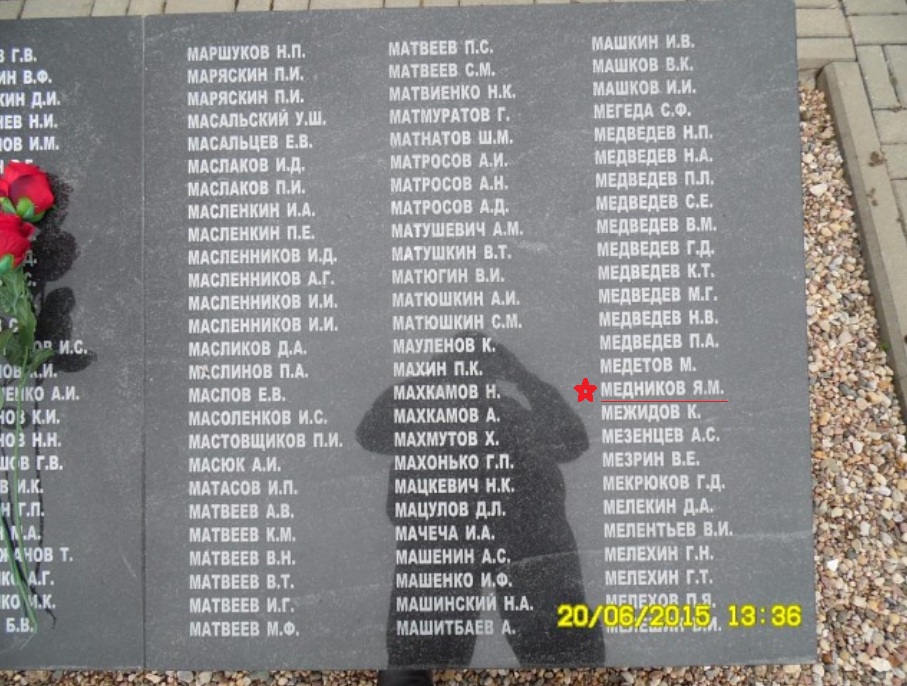 Г.В.
В.Ф.
Д.И.
Н.И.
И.М.
И.С.
А.И.
К.И.
Н.Н.
Г.В.
И.К.
Г.П.
М.А.
Т.
А.Г.
И.К.
Б.В.
МАРШУКОВ Н.П.
МАРЯСКИН П.И.
МАРЯСКИН П.И.
МАСАЛЬСКИЙ У.Ш.
МАСАЛЬЦЕВ Е.В.
МАСЛАКОВ И.Д.
МАСЛАКОВ П.И.
МАСЛЕНКИН И.А.
МАСЛЕНКИН П.Е.
МАСЛЕННИКОВ И.Д.
МАСЛЕННИКОВ А.Г.
МАСЛЕННИКОВ И.И.
МАСЛЕННИКОВ И.И.
МАСЛИКОВ Д.А.
МАСЛИНОВ П.А.
МАСЛОВ Е.В.
МАСОЛЕНКОВ И.С.
МАСТОВЩИКОВ П.И.
МАСЮК А.И.
МАТАСОВ И.П.
МАТВЕЕВ А.В.
МАТВЕЕВ К.М.
МАТВЕЕВ В.Н.
МАТВЕЕВ В.Т.
МАТВЕЕВ И.Г.
МАТВЕЕВ М.Ф.
МАТВЕЕВ П.С.
МАТВЕЕВ С.М.
МАТВИЕНКО Н.К.
МАТМУРАТОВ Г.
МАТНАТОВ Ш.М.
МАТРОСОВ А.И.
МАТРОСОВ А.Н.
МАТРОСОВ А.Д.
МАТУШЕВИЧ А.М.
МАТУШКИН В.Т.
МАТЮГИН В.И.
МАТЮШКИН А.И.
МАТЮШКИН С.М.
МАУЛЕНОВ К.
МАХИН П.К.
МАХКАМОВ Н.
МАХКАМОВ А.
МАХМУТОВ Х.
МАХОНЬКО Г.П.
МАЦКЕВИЧ Н.К.
МАЦУЛОВ Д.Л.
МАЧЕЧА И.А.
МАШЕНИН А.С.
МАШЕНКО И.Ф.
МАШИНСКИЙ Н.А.
МАШИТБАЕВ А.
МАШКИН И.В.
МАШКОВ В.К.
МАШКОВ И.И.
МЕГЕДА С.Ф.
МЕДВЕДЕВ Н.П.
МЕДВЕДЕВ Н.А.
МЕДВЕДЕВ П.Л.
МЕДВЕДЕВ С.Е.
МЕДВЕДЕВ В.М.
МЕДВЕДЕВ Г.Д.
МЕДВЕДЕВ К.Т.
МЕДВЕДЕВ М.Г.
МЕДВЕДЕВ Н.В.
МЕДВЕДЕВ П.А.
МЕДЕТОВ М.
МЕДНИКОВ Я.М.
МЕЖИДОВ К.
МЕЗЕНЦЕВ А.С.
МЕЗРИН В.Е.
МЕКРЮКОВ Г.Д.
МЕЛЕКИН Д.А.
МЕЛЕНТЬЕВ В.И.
МЕЛЕХИН Г.Н.
МЕЛЕХИН Г.Т.
МЕЛЕХОВ П.Я.
МЕЛЕШИН В.И.
20/06/2015 13:36